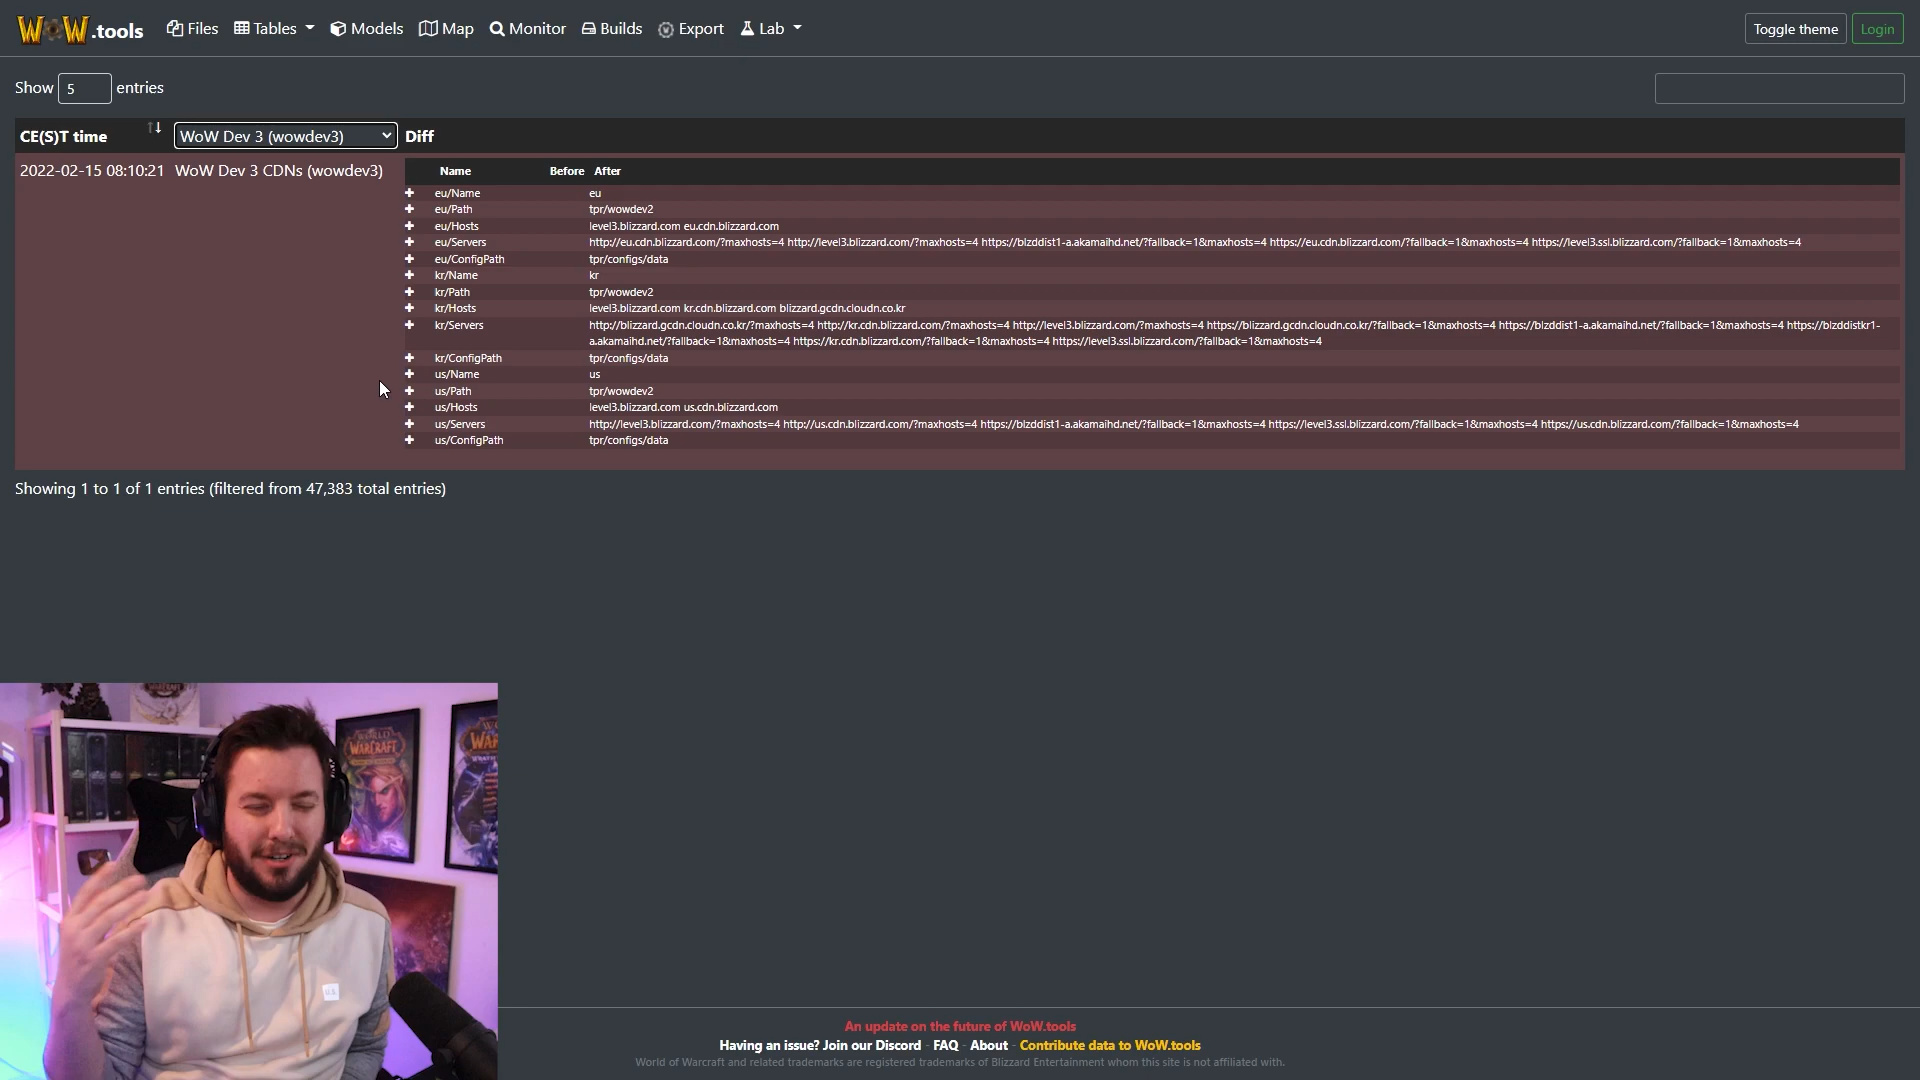 WoW.tools Files Tables Models Map Monitor Builds Export Lab Toggle theme Login
Show 5 entries
CE(S)T time WoW Dev 3 (wowdev3) Diff
2022-02-15 08:10:21 WoW Dev 3 CDNs (wowdev3) Name Before After
eu/Name eu
eu/Path tpr/wowdev2
eu/Hosts level3.blizzard.com eu.cdn.blizzard.com
eu/Servers http://eu.cdn.blizzard.com/?maxhosts=4 http://level3.blizzard.com/?maxhosts=4 https://blzddist1-a.akamaihd.net/?fallback=1&maxhosts=4 https://eu.cdn.blizzard.com/?fallback=1&maxhosts=4 https://level3.ssl.blizzard.com/?fallback=1&maxhosts=4
eu/ConfigPath tpr/configs/data
kr/Name kr
kr/Path tpr/wowdev2
kr/Hosts level3.blizzard.com kr.cdn.blizzard.com blizzard.gcdn.cloudn.co.kr
kr/Servers http://blizzard.gcdn.cloudn.co.kr/?maxhosts=4 http://kr.cdn.blizzard.com/?maxhosts=4 http://level3.blizzard.com/?maxhosts=4 https://blizzard.gcdn.cloudn.co.kr/?fallback=1&maxhosts=4 https://blzddist1-a.akamaihd.net/?fallback=1&maxhosts=4 https://blzddistkr1-
a.akamaihd.net/?fallback=1&maxhosts=4 https://kr.cdn.blizzard.com/?fallback=1&maxhosts=4 https://level3.ssl.blizzard.com/?fallback=1&maxhosts=4
kr/ConfigPath tpr/configs/data
us/Name us
us/Path tpr/wowdev2
us/Hosts level3.blizzard.com us.cdn.blizzard.com
us/Servers http://level3.blizzard.com/?maxhosts=4 http://us.cdn.blizzard.com/?maxhosts=4 https://blzddist1-a.akamaihd.net/?fallback=1&maxhosts=4 https://level3.ssl.blizzard.com/?fallback=1&maxhosts=4 https://us.cdn.blizzard.com/?fallback=1&maxhosts=4
us/ConfigPath tpr/configs/data
Showing 1 to 1 of 1 entries (filtered from 47,383 total entries)
WORLD
WARCRAFT
An update on the future of WoW.tools
Having an issue? Join our Discord - FAQ - About - Contribute data to WoW.tools
World of Warcraft and related trademarks are registered trademarks of Blizzard Entertainment whom this site is not affiliated with.